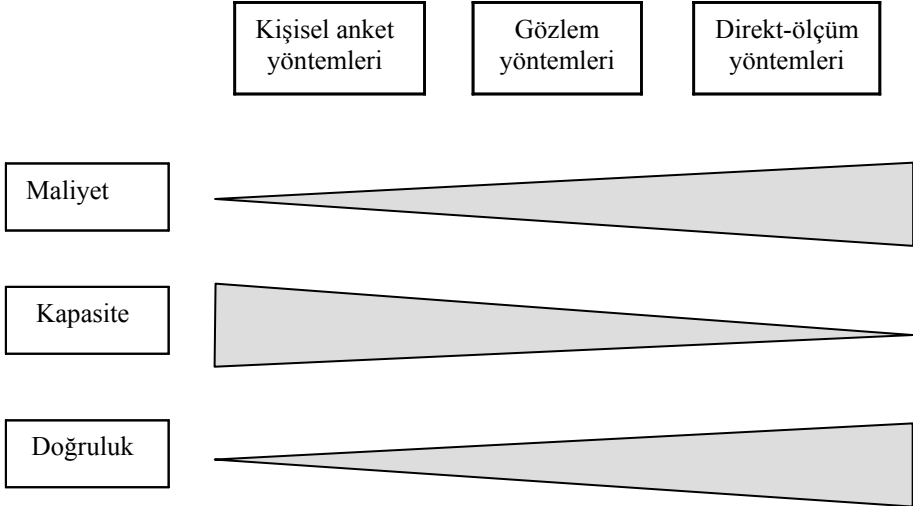 Kişisel anket
yöntemleri
Gözlem
yöntemleri
Direkt-ölçüm
yöntemleri
Maliyet
Kapasite
Doğruluk